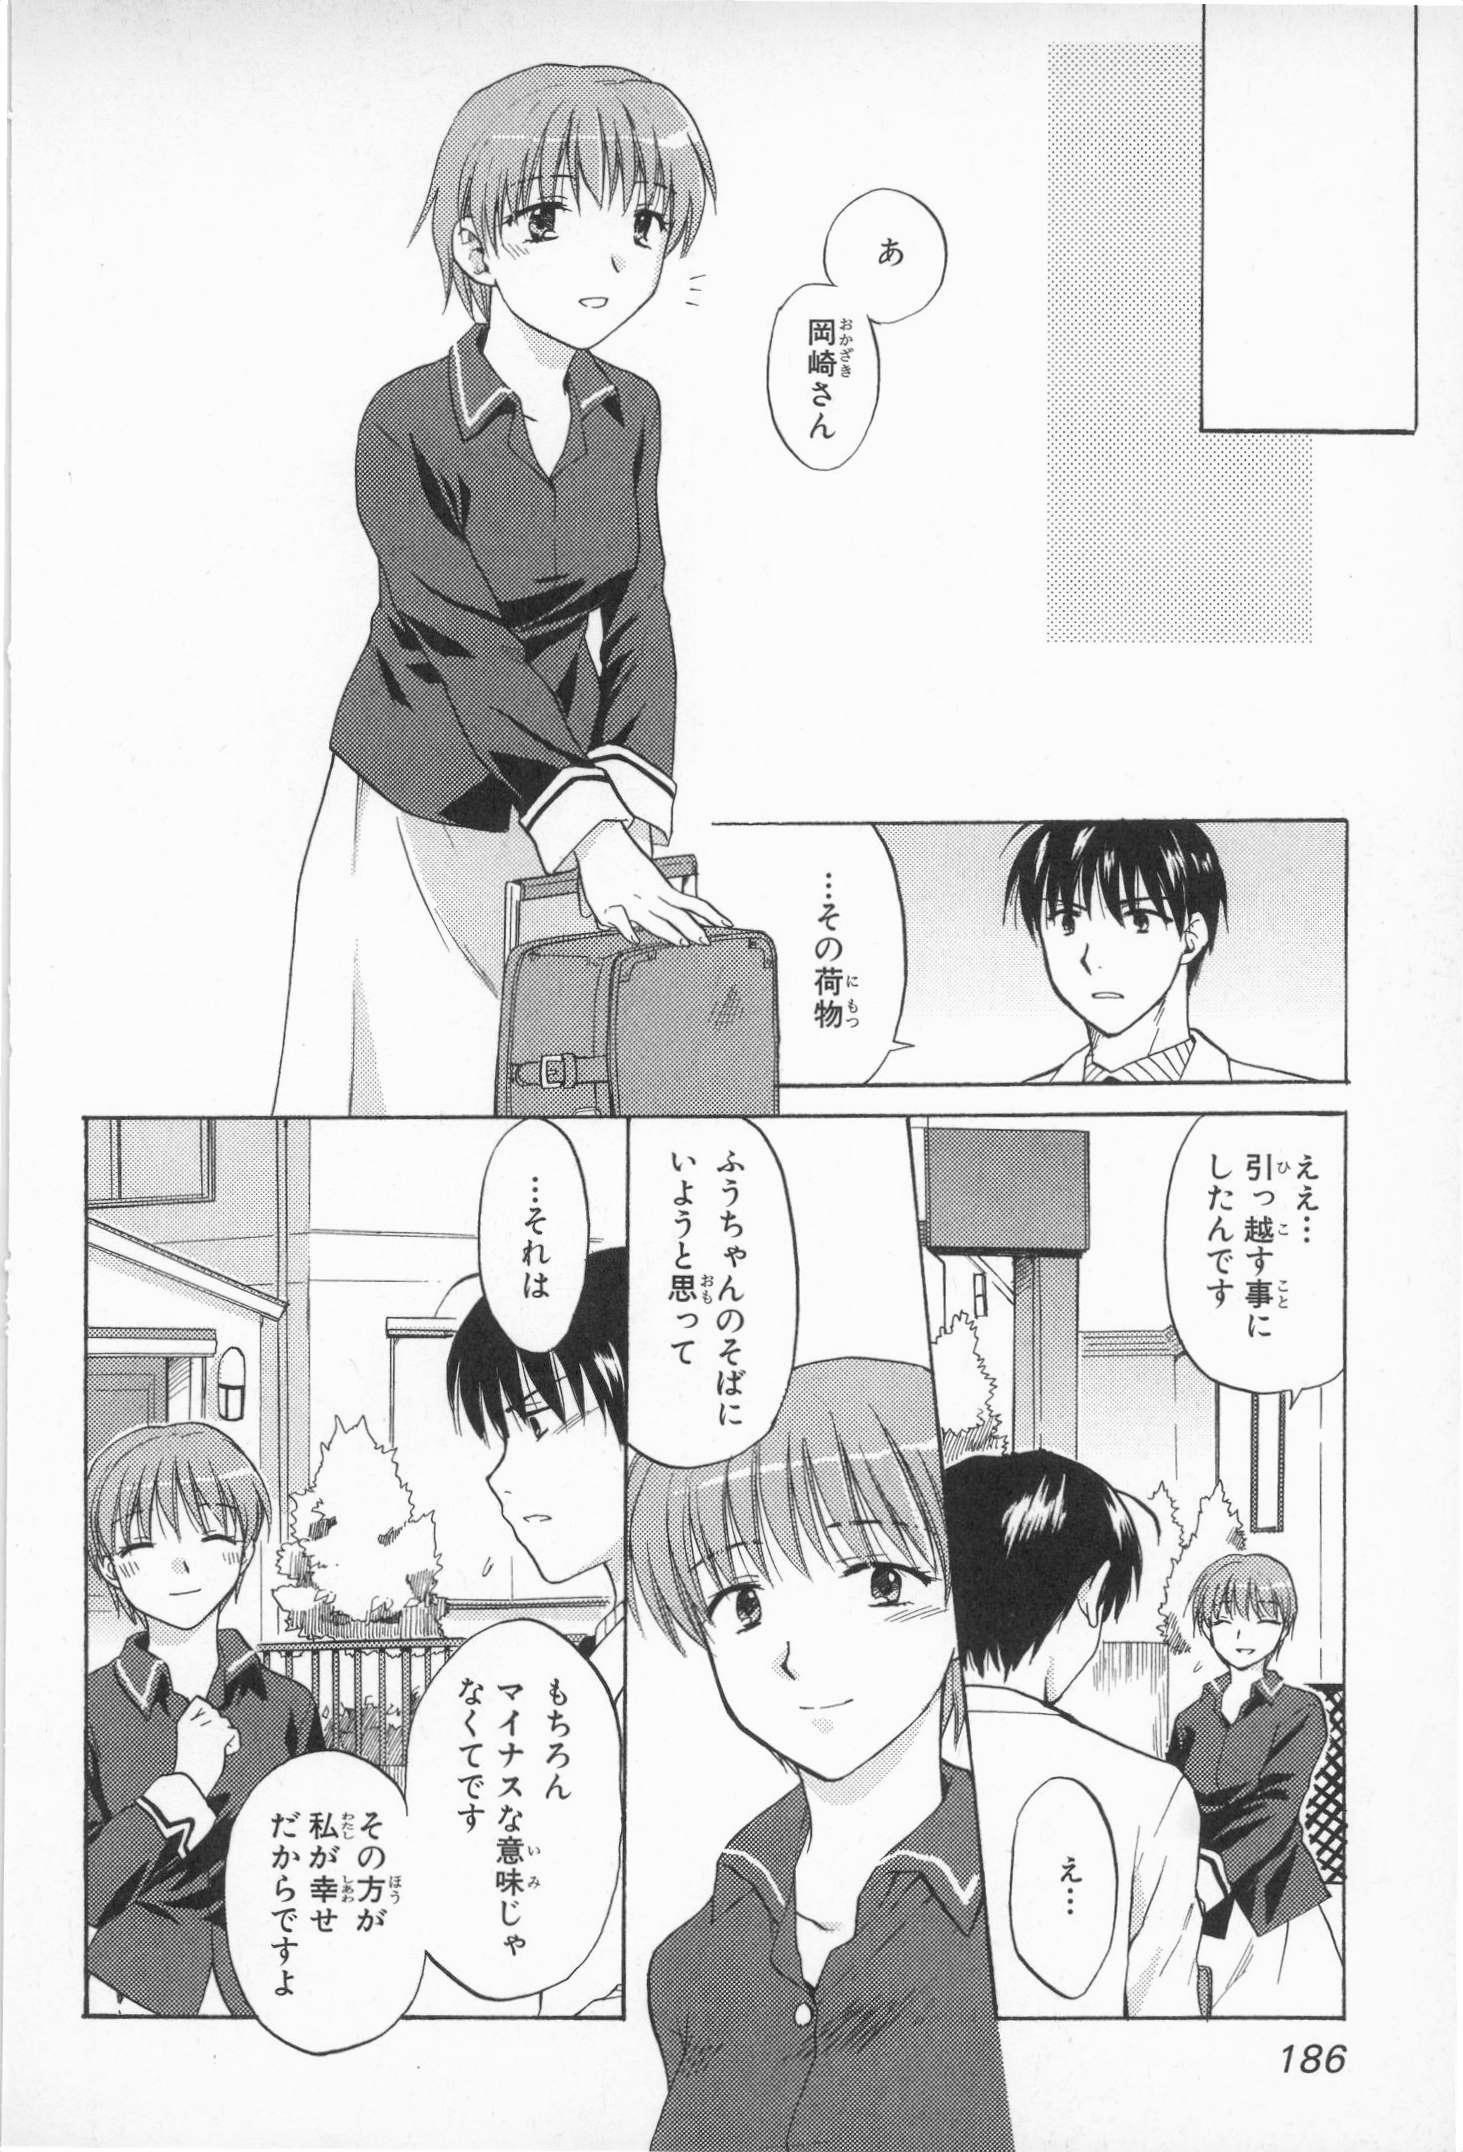 あ
岡崎さん
…その荷物
ええ…
引っ越す事に
したんです
え…
ふうちゃんのそばに
いようと思って
…それは
もちろん
マイナスな意味じゃ
なくてです
その方が
私が幸せ
だからですよ
186